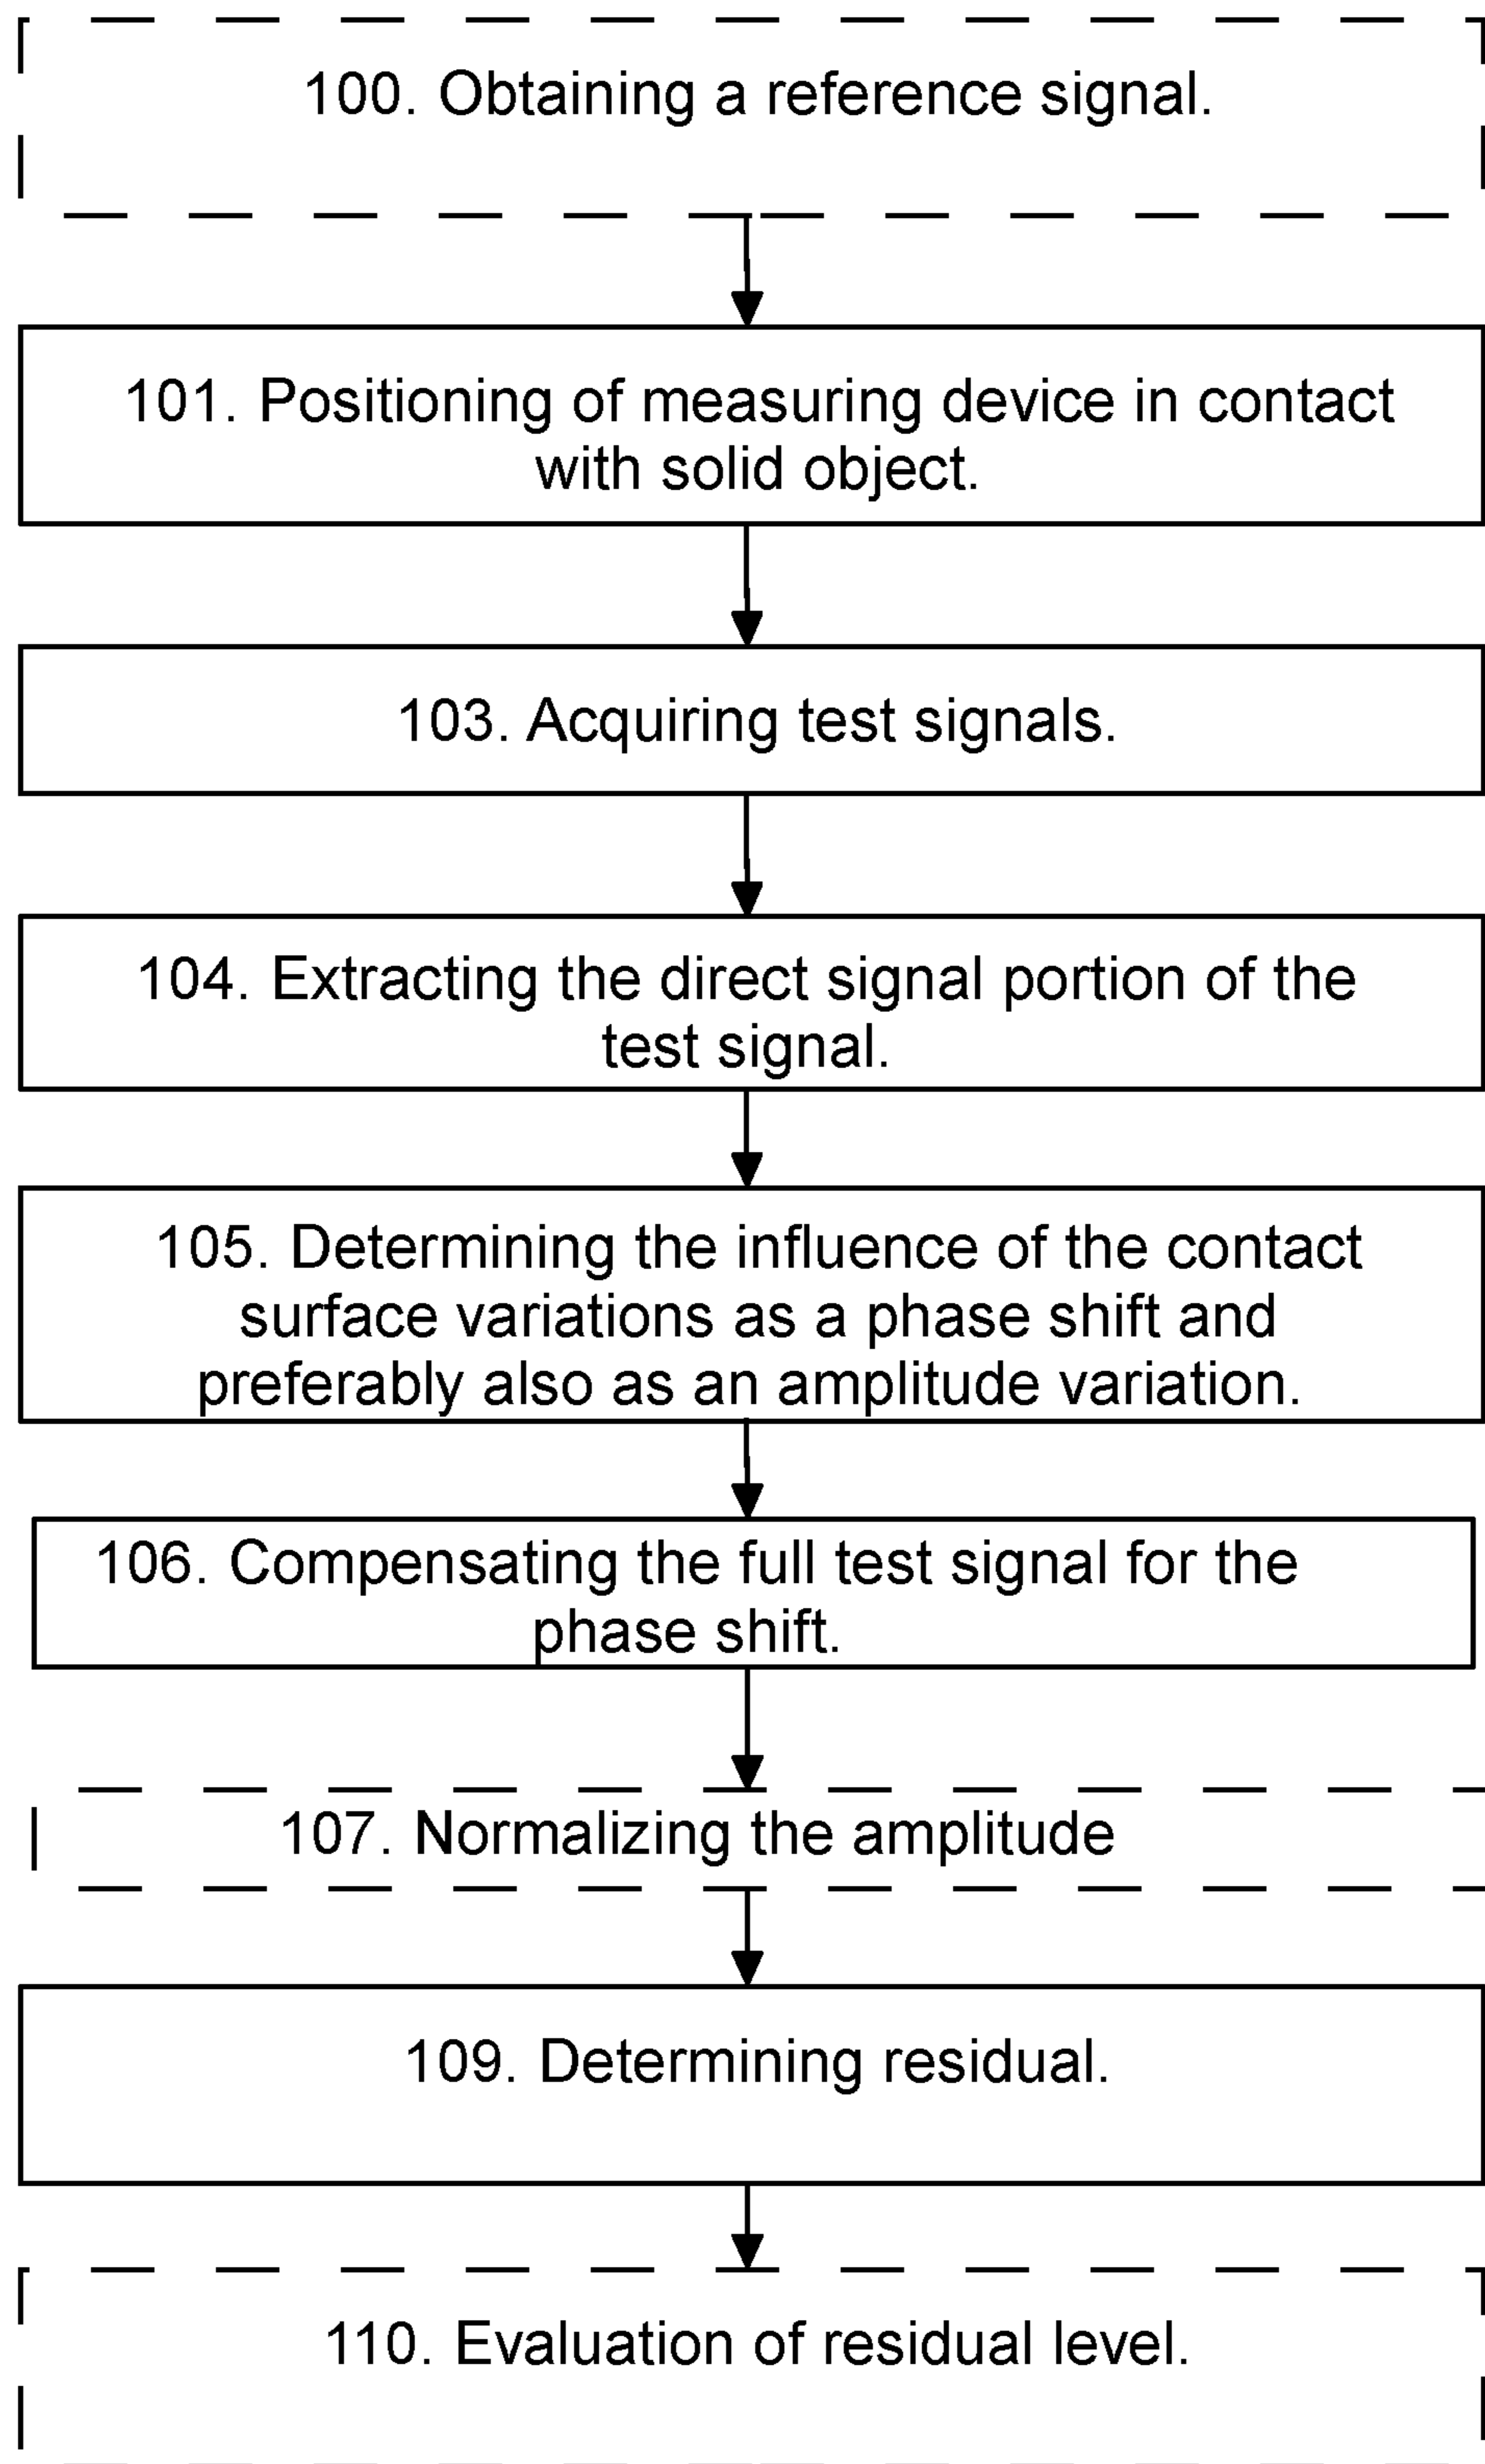 100. Obtaining a reference signal.
101. Positioning of measuring device in contact
with solid object.
103. Acquiring test signals.
104. Extracting the direct signal portion of the
test signal.
105. Determining the influence of the contact
surface variations as a phase shift and
preferably also as an amplitude variation.
106. Compensating the full test signal for the
phase shift.
107. Normalizing the amplitude
109. Determining residual.
110. Evaluation of residual level.